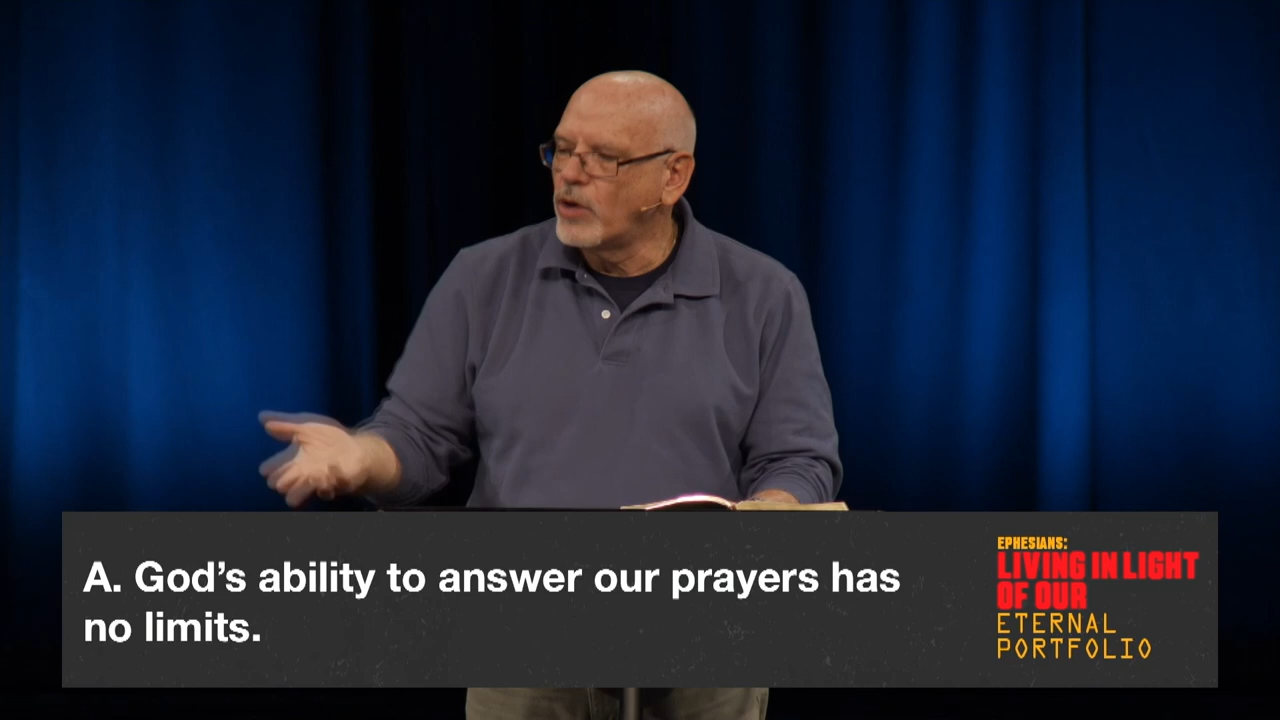 A. God's ability to answer our prayers has
no limits.
EPHESIANS:
LIVING IN LIGHT
OF OUR
ETERNAL
PORTFOLIO